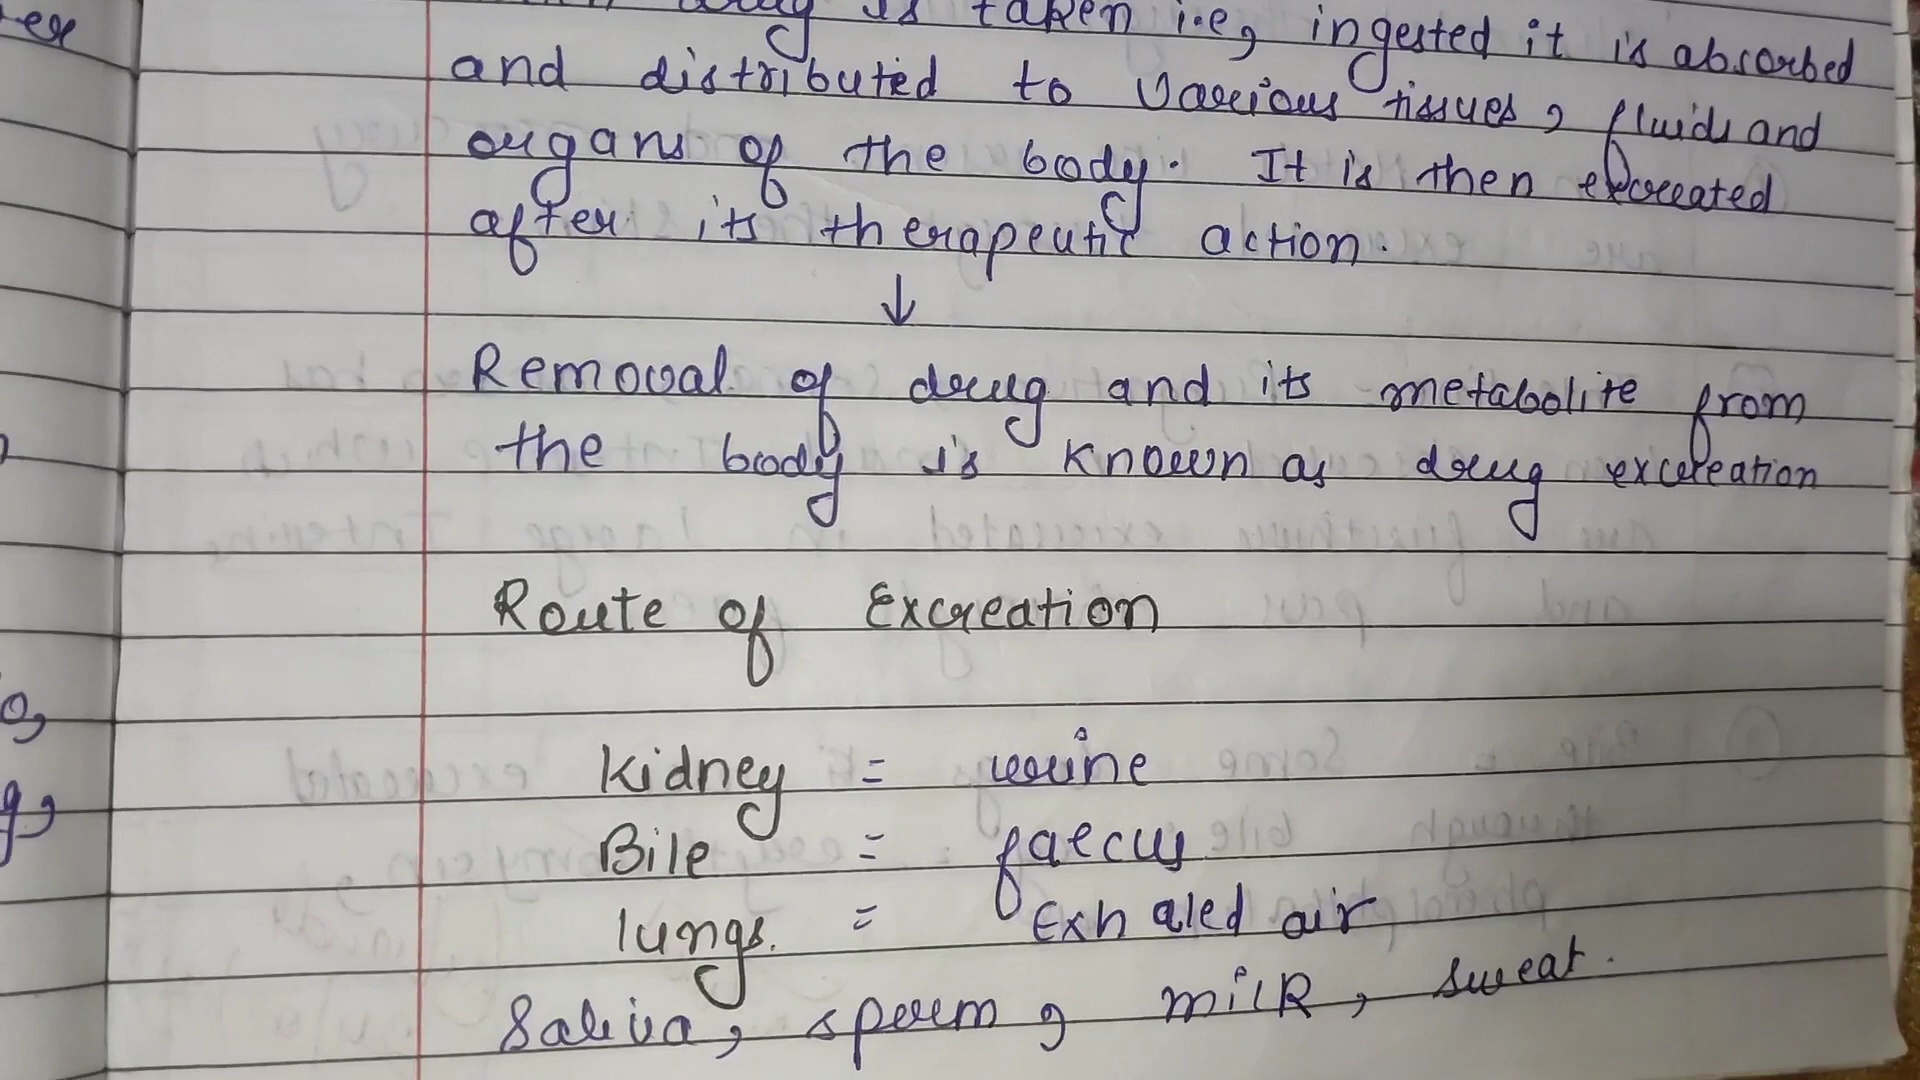 drug is taken i.e, ingested it is absorbed
and distributed to various tissues, fluids and
organs of the body. It is then excreated
after its therapeutic action.
↓
Removal of drug and its metabolite from
the body is known as drug excreation
Route of Excreation
Kidney = urine
Bile = faecus
lungs. = Exhaled air
Saliva, sperm, milk, sweat.